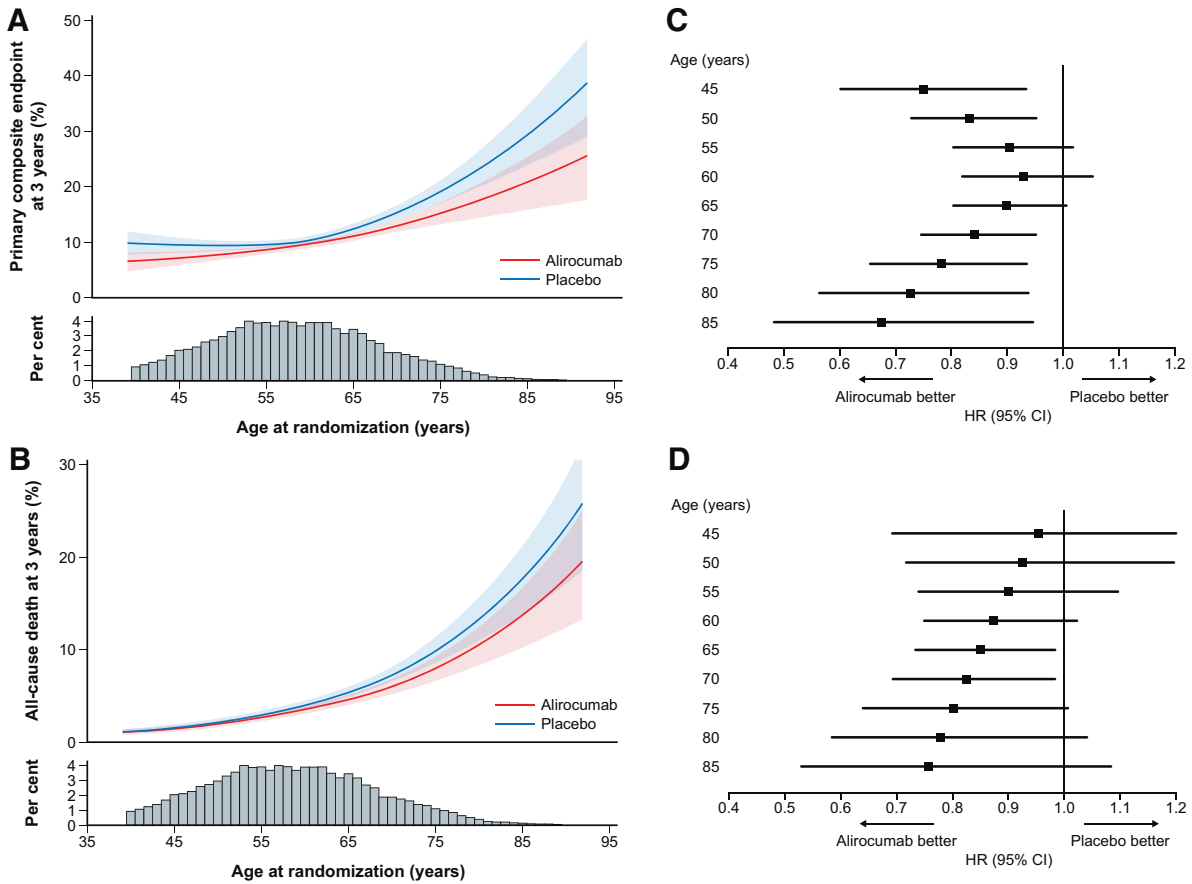 A
Primary composite endpoint
at 3 years (%)
50
40
30
20
10
0
Alirocumab
Placebo
Per cent
4
3
2
1
0
35 45 55 65 75 85 95
Age at randomization (years)
B
All-cause death at 3 years (%)
30
20
10
0
Alirocumab
Placebo
Per cent
4
3
2
1
0
35 45 55 65 75 85 95
Age at randomization (years)
C
Age (years)
45
50
55
60
65
70
75
80
85
0.4 0.5 0.6 0.7 0.8 0.9 1.0 1.1 1.2
Alirocumab better Placebo better
HR (95% CI)
D
Age (years)
45
50
55
60
65
70
75
80
85
0.4 0.5 0.6 0.7 0.8 0.9 1.0 1.1 1.2
Alirocumab better Placebo better
HR (95% CI)